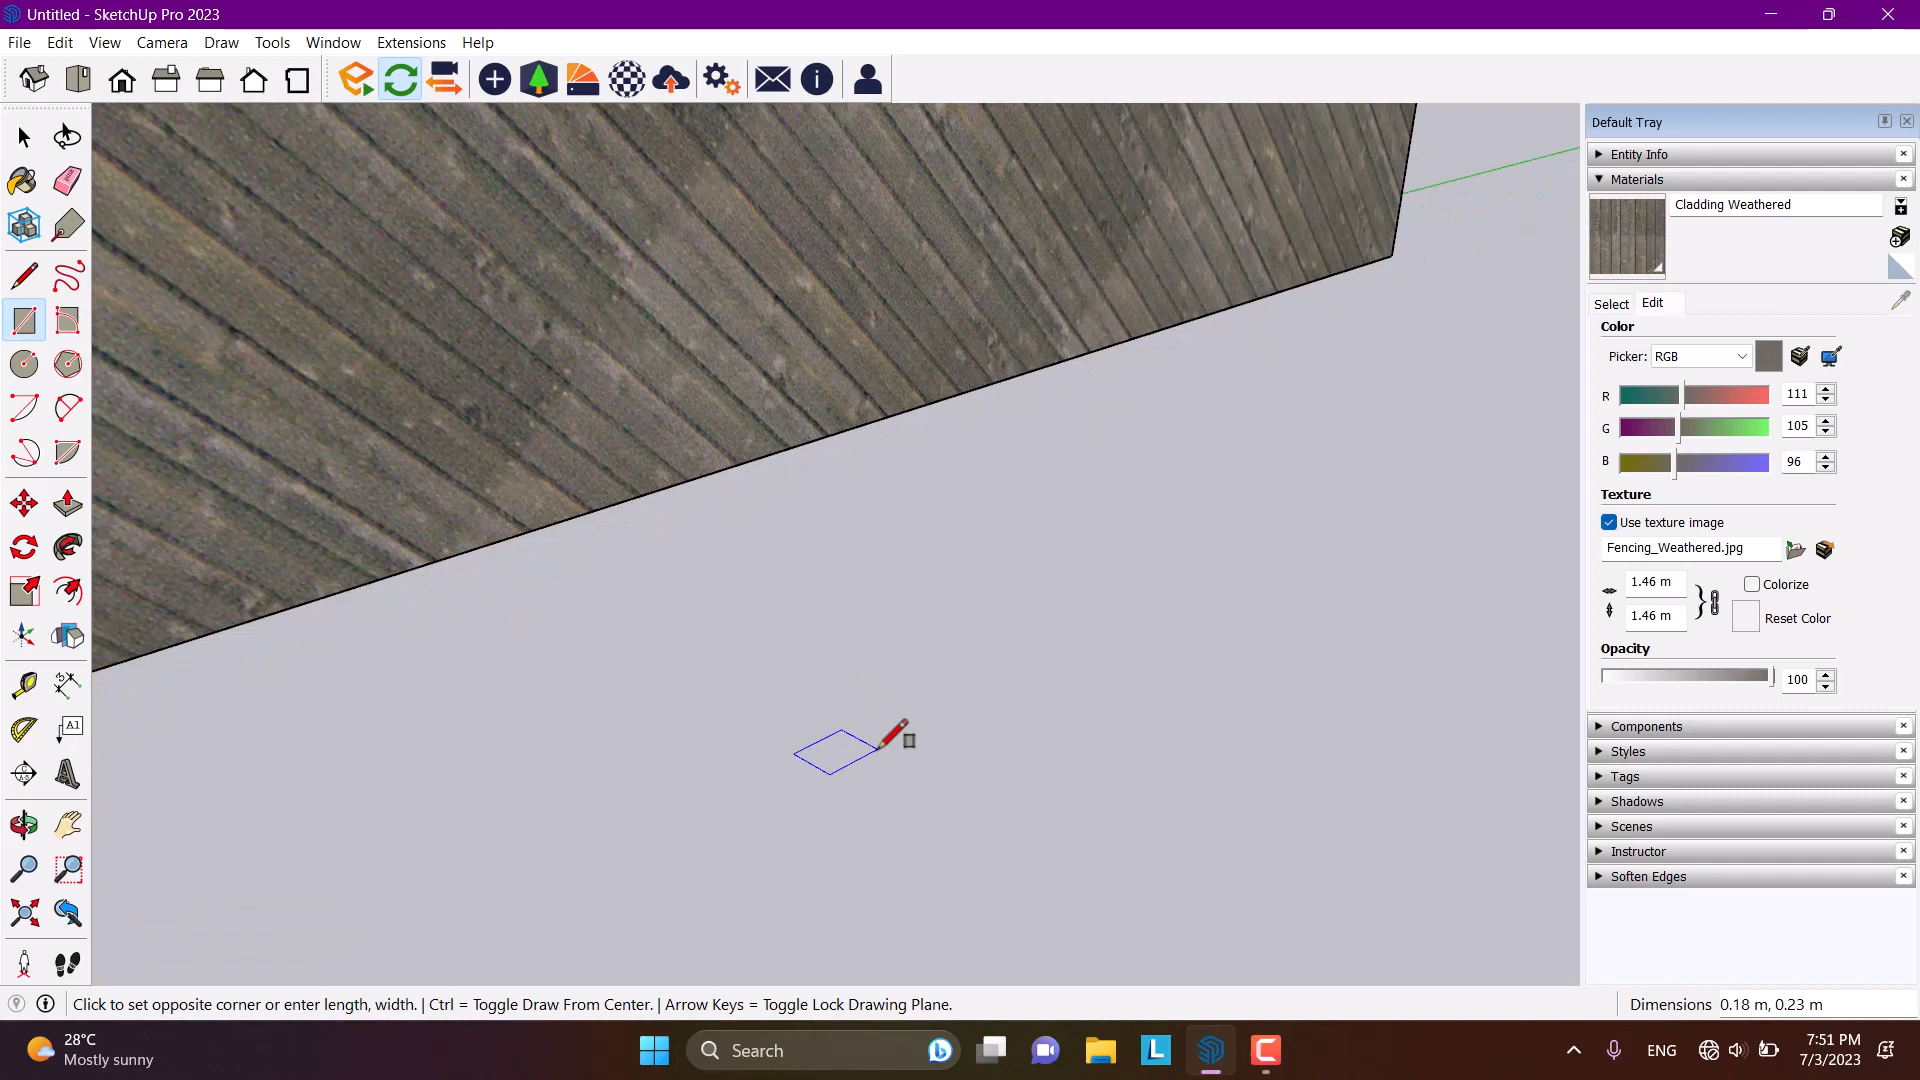 Untitled - SketchUp Pro 2023
File Edit View Camera Draw Tools Window Extensions Help
Default Tray
Entity Info
Materials
Cladding Weathered
Select Edit
Color
Picker: RGB
R 111
G 105
B 96
Texture
Use texture image
Fencing_Weathered.jpg
1.46 m
Colorize
1.46 m
Reset Color
Opacity
100
Components
Styles
Tags
Shadows
Scenes
Instructor
Soften Edges
A1
Click to set opposite corner or enter length, width. | Ctrl = Toggle Draw From Center. | Arrow Keys = Toggle Lock Drawing Plane.
Dimensions 0.18 m, 0.23 m
28°C
Mostly sunny
Search
ENG
7:51 PM
7/3/2023